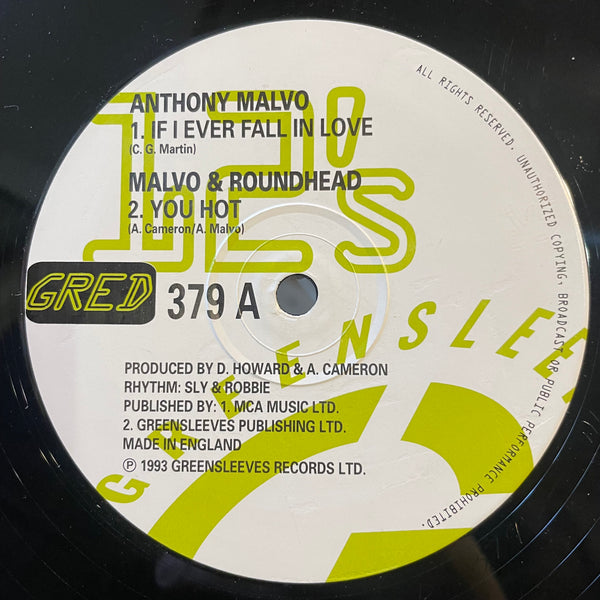 12's
ANTHONY MALVO
1. IF I EVER FALL IN LOVE
(C. G. Martin)
MALVO & ROUNDHEAD
2. YOU HOT
(A. Cameron/A. Malvo)
GRED
379 A
PRODUCED BY D. HOWARD & A. CAMERON
RHYTHM: SLY & ROBBIE
PUBLISHED BY: 1. MCA MUSIC LTD.
2. GREENSLEEVES PUBLISHING LTD.
MADE IN ENGLAND
℗ 1993 GREENSLEEVES RECORDS LTD.
GREENSLEE
ALL RIGHTS RESERVED. UNAUTHORIZED COPYING, BROADCAST OR PUBLIC PERFORMANCE PROHIBITED.